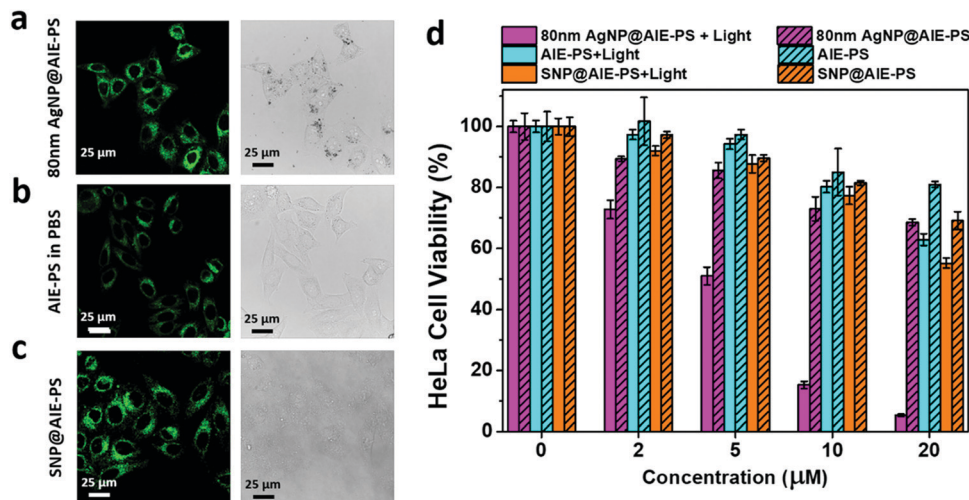 a
80nm AgNP@AIE-PS
25 µm
25 µm
b
AIE-PS in PBS
25 µm
25 µm
c
SNP@AIE-PS
25 µm
25 µm
d
80nm AgNP@AIE-PS + Light
80nm AgNP@AIE-PS
AIE-PS+Light
AIE-PS
SNP@AIE-PS+Light
SNP@AIE-PS
HeLa Cell Viability (%)
100
80
60
40
20
0
0
2
5
10
20
Concentration (µM)